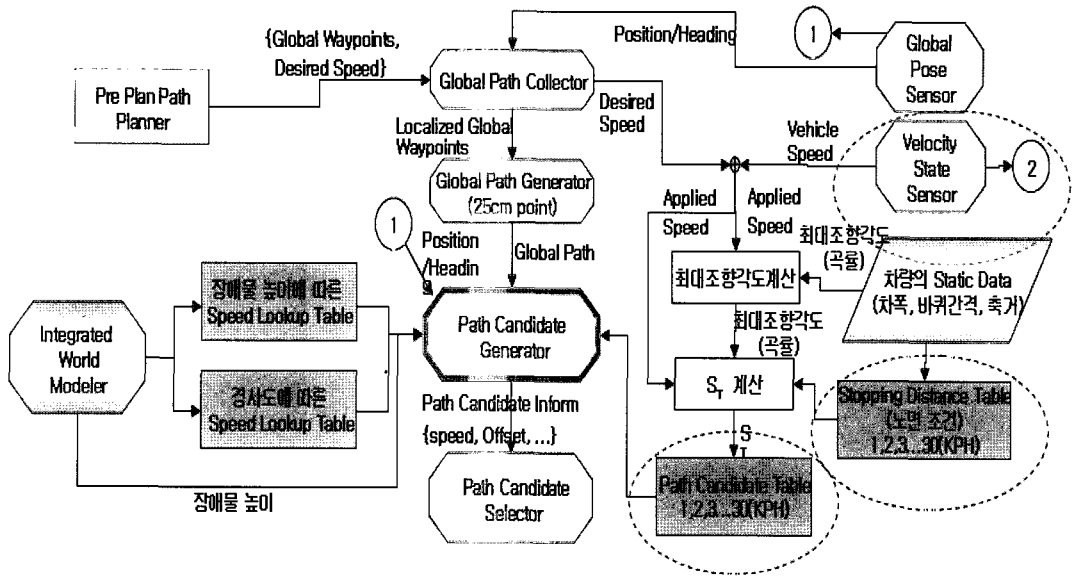 {Global Waypoints,
Desired Speed}
Position/Heading
1
Global
Pose
Sensor
Pre Plan Path
Planner
Global Path Collector
Desired
Speed
Localized Global
Waypoints
Vehicle
Speed
Velocity
State
Sensor
2
Global Path Generator
(25cm point)
Applied
Speed
Applied
Speed
1
Position
/Headin
Global Path
최대조향각도
(곡률)
최대조향각도계산
차량의 Static Data
(차폭, 바퀴간격, 축거)
장애물 높이에 따른
Speed Lookup Table
Integrated
World
Modeler
Path Candidate
Generator
최대조향각도
(곡률)
경사도에 따른
Speed Lookup Table
S_T 계산
Stopping Distance Table
(노면 조건)
1,2,3...30(KPH)
Path Candidate Inform
{speed, Offset, ...}
S
T
장애물 높이
Path Candidate
Selector
Path Candidate Table
1,2,3...30(KPH)